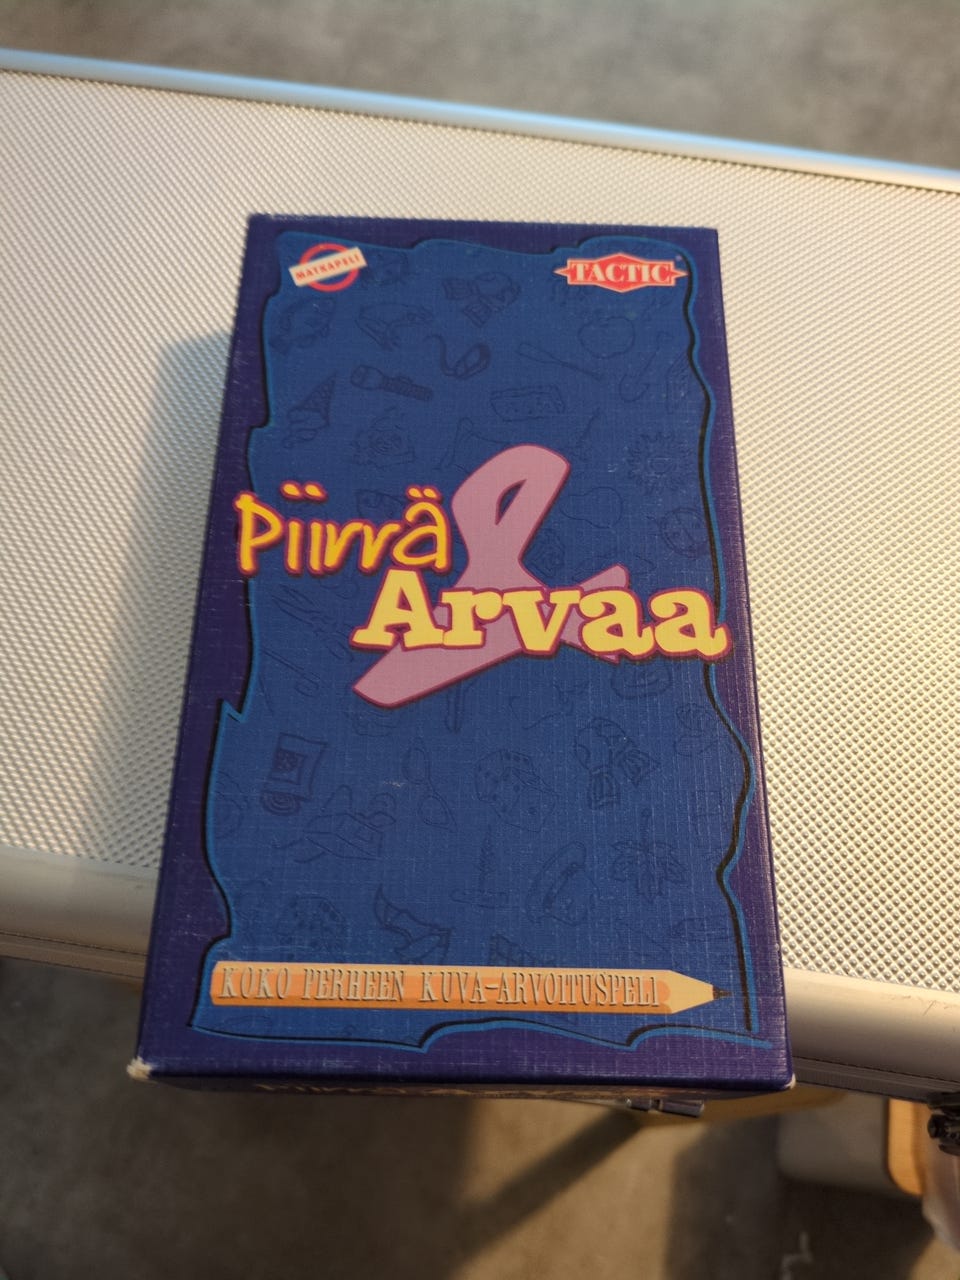 MATKAPELI
TACTIC
Piirrä
&
Arvaa
KOKO PERHEEN KUVA-ARVOITUSPELI